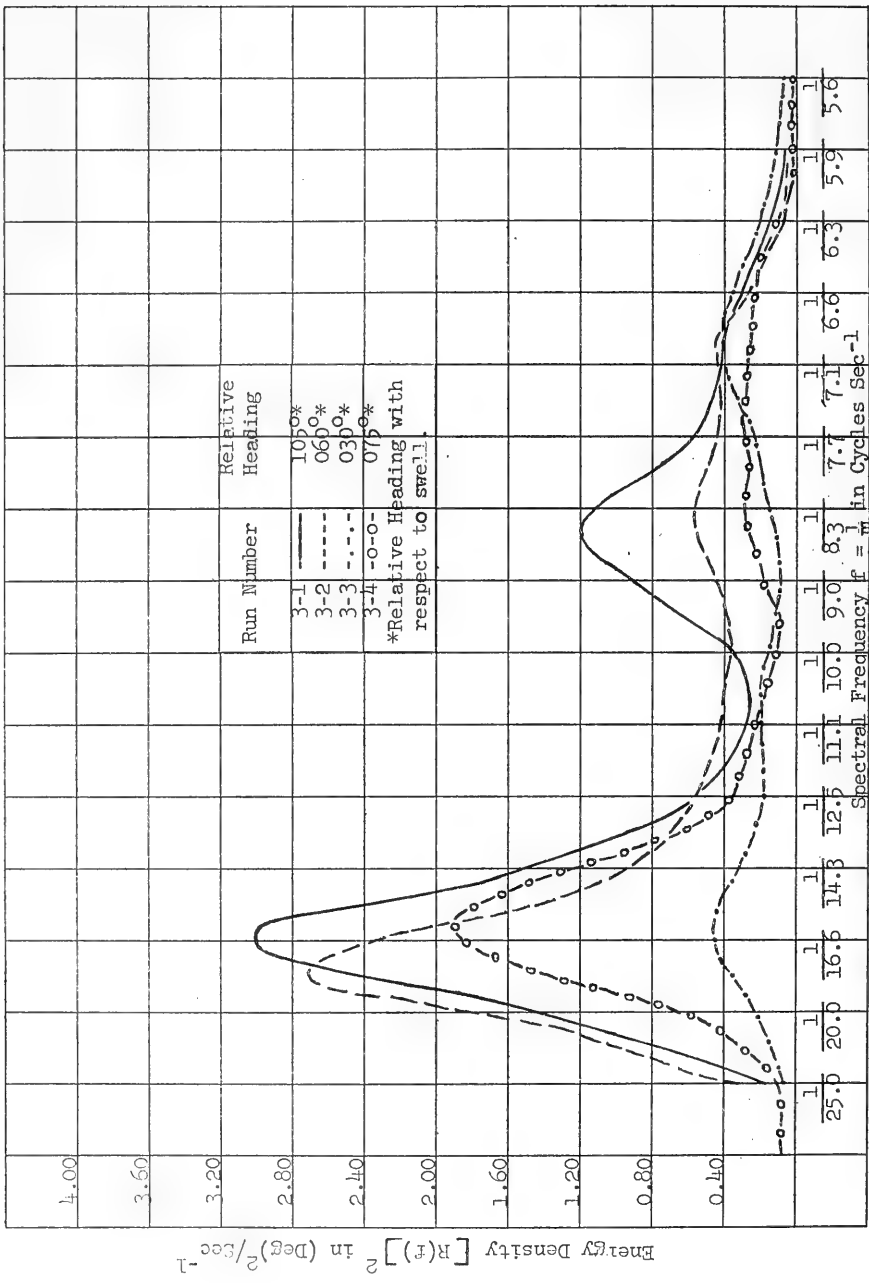 Energy Density [R(f)]² in (Deg)²/Sec⁻¹
4.00
3.20
2.80
2.40
2.00
1.60
1.20
0.80
0.40
Run Number Relative Heading
3-1 105°*
3-2 060°*
3-3 030°*
3-4 -o-o- 075°*
*Relative Heading with
respect to swell.
1 1 1 1 1 1 1 1 1 1 1 1 1 1 1
25.0 20.0 16.6 14.3 12.5 11.1 10.0 9.0 8.3 7.7 7.1 6.6 6.3 5.9 5.6
Spectral Frequency f = 1/m in Cycles Sec⁻¹